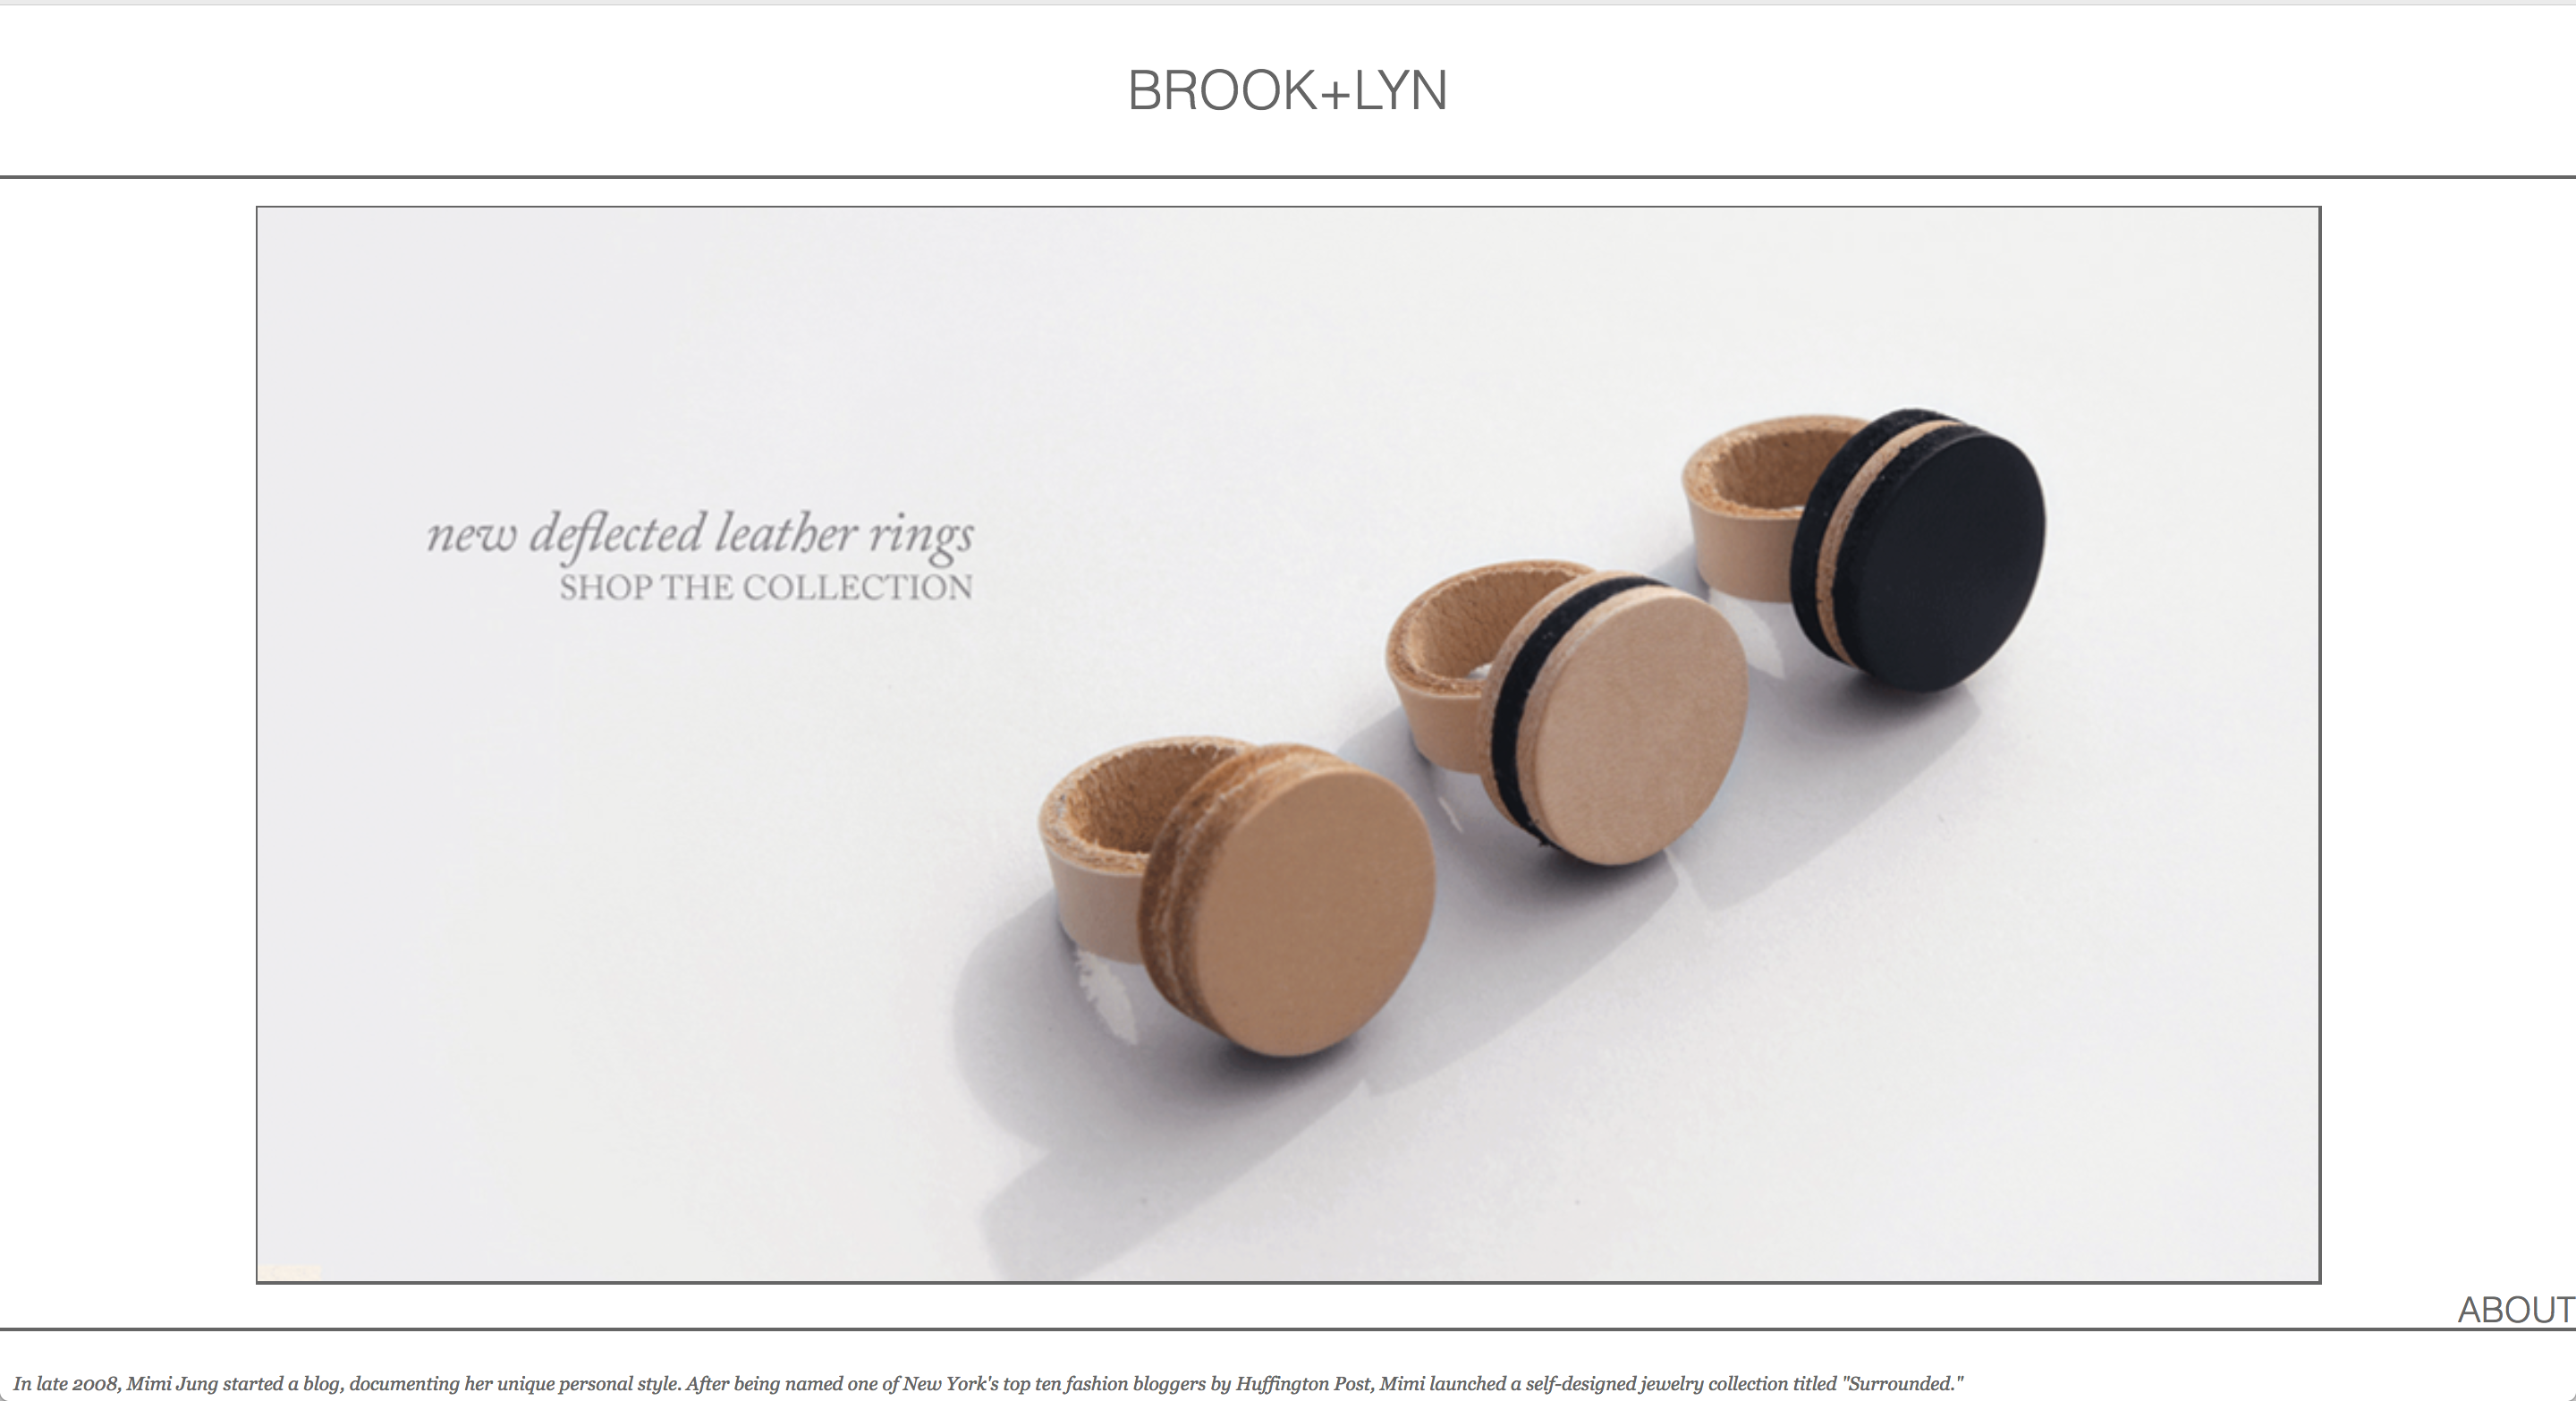 BROOK+LYN
new deflected leather rings
SHOP THE COLLECTION
ABOUT
In late 2008, Mimi Jung started a blog, documenting her unique personal style. After being named one of New York's top ten fashion bloggers by Huffington Post, Mimi launched a self-designed jewelry collection titled "Surrounded."